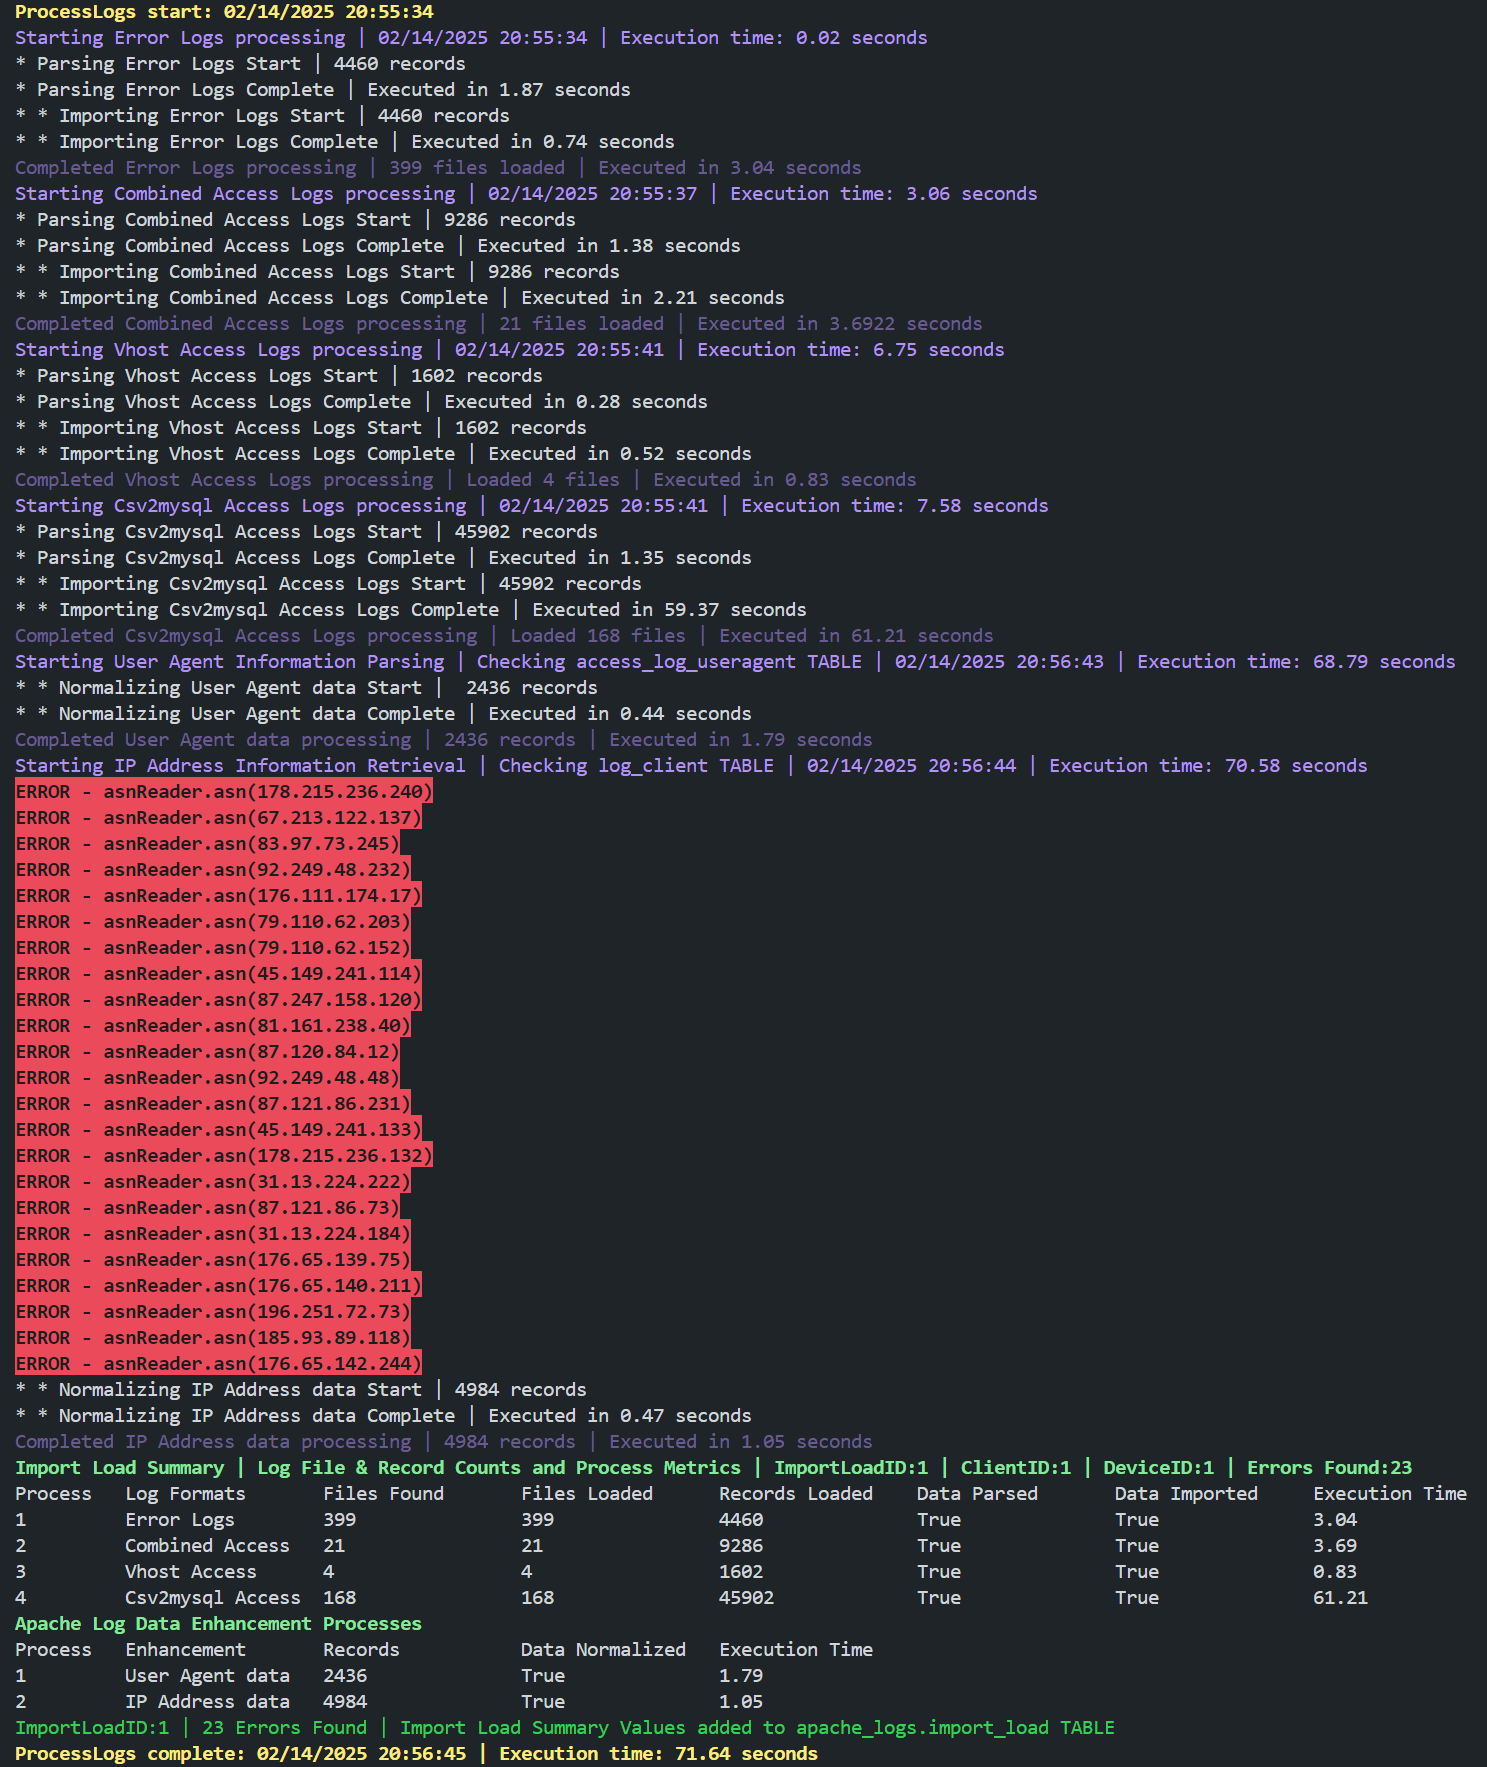 ProcessLogs start: 02/14/2025 20:55:34
Starting Error Logs processing | 02/14/2025 20:55:34 | Execution time: 0.02 seconds
* Parsing Error Logs Start | 4460 records
* Parsing Error Logs Complete | Executed in 1.87 seconds
* * Importing Error Logs Start | 4460 records
* * Importing Error Logs Complete | Executed in 0.74 seconds
Completed Error Logs processing | 399 files loaded | Executed in 3.04 seconds
Starting Combined Access Logs processing | 02/14/2025 20:55:37 | Execution time: 3.06 seconds
* Parsing Combined Access Logs Start | 9286 records
* Parsing Combined Access Logs Complete | Executed in 1.38 seconds
* * Importing Combined Access Logs Start | 9286 records
* * Importing Combined Access Logs Complete | Executed in 2.21 seconds
Completed Combined Access Logs processing | 21 files loaded | Executed in 3.6922 seconds
Starting Vhost Access Logs processing | 02/14/2025 20:55:41 | Execution time: 6.75 seconds
* Parsing Vhost Access Logs Start | 1602 records
* Parsing Vhost Access Logs Complete | Executed in 0.28 seconds
* * Importing Vhost Access Logs Start | 1602 records
* * Importing Vhost Access Logs Complete | Executed in 0.52 seconds
Completed Vhost Access Logs processing | Loaded 4 files | Executed in 0.83 seconds
Starting Csv2mysql Access Logs processing | 02/14/2025 20:55:41 | Execution time: 7.58 seconds
* Parsing Csv2mysql Access Logs Start | 45902 records
* Parsing Csv2mysql Access Logs Complete | Executed in 1.35 seconds
* * Importing Csv2mysql Access Logs Start | 45902 records
* * Importing Csv2mysql Access Logs Complete | Executed in 59.37 seconds
Completed Csv2mysql Access Logs processing | Loaded 168 files | Executed in 61.21 seconds
Starting User Agent Information Parsing | Checking access_log_useragent TABLE | 02/14/2025 20:56:43 | Execution time: 68.79 seconds
* * Normalizing User Agent data Start |  2436 records
* * Normalizing User Agent data Complete | Executed in 0.44 seconds
Completed User Agent data processing | 2436 records | Executed in 1.79 seconds
Starting IP Address Information Retrieval | Checking log_client TABLE | 02/14/2025 20:56:44 | Execution time: 70.58 seconds
ERROR - asnReader.asn(178.215.236.240)
ERROR - asnReader.asn(67.213.122.137)
ERROR - asnReader.asn(83.97.73.245)
ERROR - asnReader.asn(92.249.48.232)
ERROR - asnReader.asn(176.111.174.17)
ERROR - asnReader.asn(79.110.62.203)
ERROR - asnReader.asn(79.110.62.152)
ERROR - asnReader.asn(45.149.241.114)
ERROR - asnReader.asn(87.247.158.120)
ERROR - asnReader.asn(81.161.238.40)
ERROR - asnReader.asn(87.120.84.12)
ERROR - asnReader.asn(92.249.48.48)
ERROR - asnReader.asn(87.121.86.231)
ERROR - asnReader.asn(45.149.241.133)
ERROR - asnReader.asn(178.215.236.132)
ERROR - asnReader.asn(31.13.224.222)
ERROR - asnReader.asn(87.121.86.73)
ERROR - asnReader.asn(31.13.224.184)
ERROR - asnReader.asn(176.65.139.75)
ERROR - asnReader.asn(176.65.140.211)
ERROR - asnReader.asn(196.251.72.73)
ERROR - asnReader.asn(185.93.89.118)
ERROR - asnReader.asn(176.65.142.244)
* * Normalizing IP Address data Start | 4984 records
* * Normalizing IP Address data Complete | Executed in 0.47 seconds
Completed IP Address data processing | 4984 records | Executed in 1.05 seconds
Import Load Summary | Log File & Record Counts and Process Metrics | ImportLoadID:1 | ClientID:1 | DeviceID:1 | Errors Found:23
Process   Log Formats       Files Found       Files Loaded      Records Loaded    Data Parsed       Data Imported     Execution Time
1         Error Logs        399               399               4460              True              True              3.04
2         Combined Access   21                21                9286              True              True              3.69
3         Vhost Access      4                 4                 1602              True              True              0.83
4         Csv2mysql Access  168               168               45902             True              True              61.21
Apache Log Data Enhancement Processes
Process   Enhancement       Records           Data Normalized   Execution Time
1         User Agent data   2436              True              1.79
2         IP Address data   4984              True              1.05
ImportLoadID:1 | 23 Errors Found | Import Load Summary Values added to apache_logs.import_load TABLE
ProcessLogs complete: 02/14/2025 20:56:45 | Execution time: 71.64 seconds